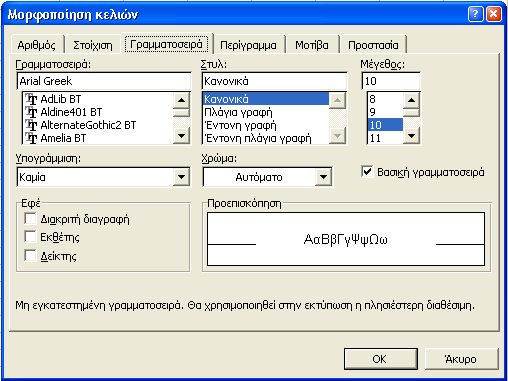 Μορφοποίηση κελιών
Αριθμός Στοίχιση Γραμματοσειρά Περίγραμμα Μοτίβα Προστασία
Γραμματοσειρά: Στυλ: Μέγεθος:
Arial Greek Κανονικά 10
AdLib BT Κανονικά 8
Aldine401 BT Πλάγια γραφή 9
AlternateGothic2 BT Έντονη γραφή 10
Amelia BT Έντονη πλάγια γραφή 11
Υπογράμμιση: Χρώμα:
Καμία Αυτόματο Βασική γραμματοσειρά
Εφέ Προεπισκόπηση
Διακριτή διαγραφή
Εκθέτης
Δείκτης
ΑαΒβΓγΨψΩω
Μη εγκατεστημένη γραμματοσειρά. Θα χρησιμοποιηθεί στην εκτύπωση η πλησιέστερη διαθέσιμη.
OK Άκυρο